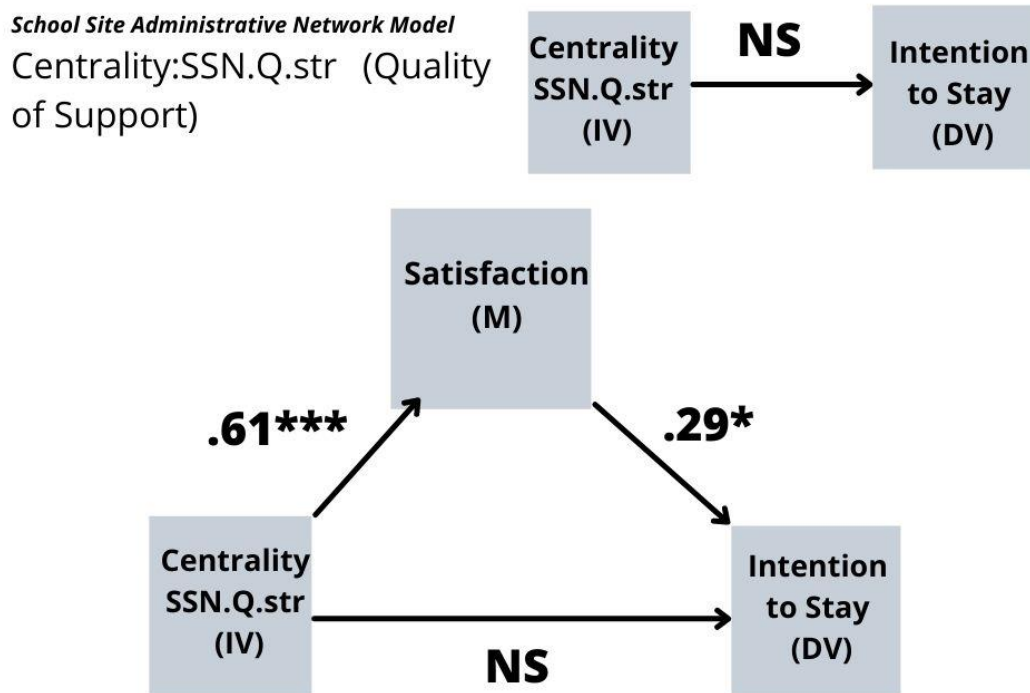 School Site Administrative Network Model
Centrality:SSN.Q.str (Quality
of Support)
Centrality
SSN.Q.str
(IV)
NS
Intention
to Stay
(DV)
Satisfaction
(M)
.61***
.29*
Centrality
SSN.Q.str
(IV)
NS
Intention
to Stay
(DV)